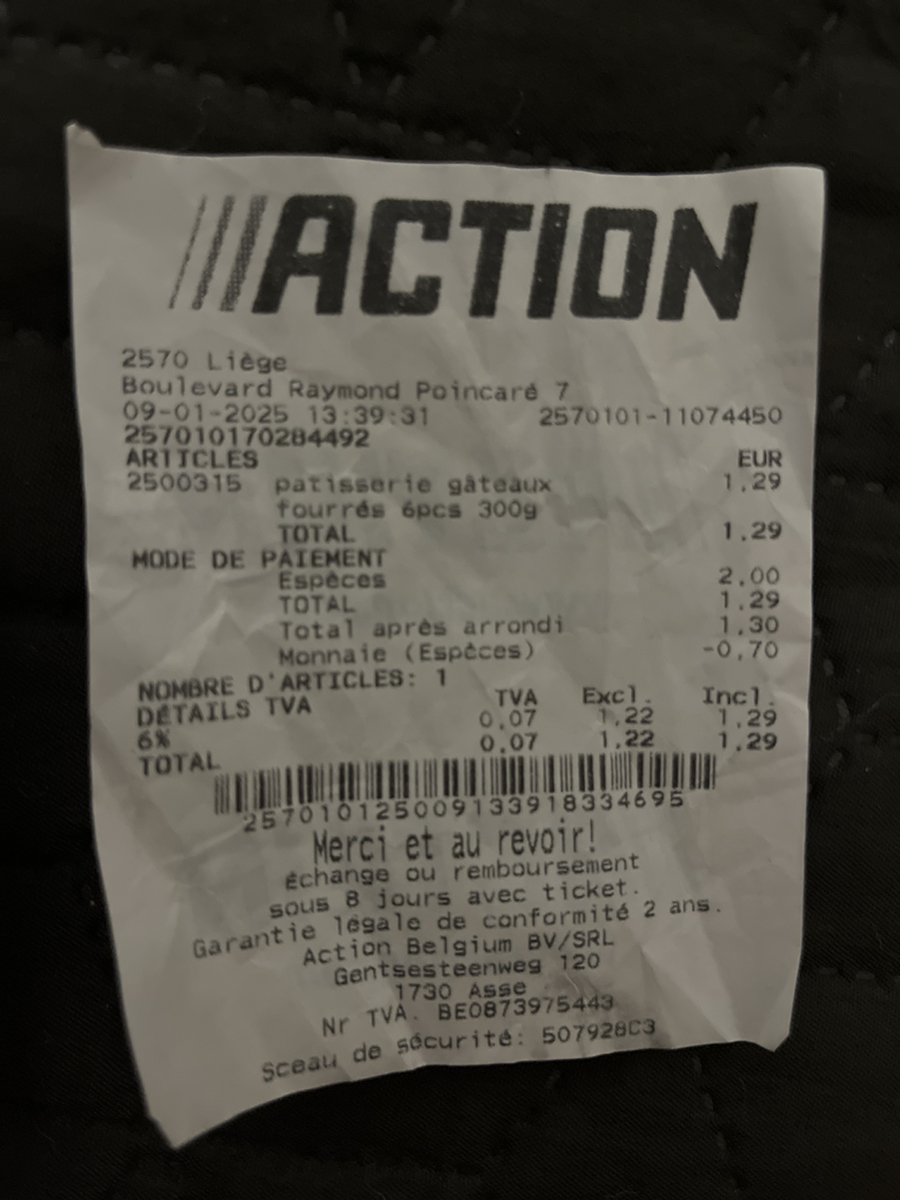 ACTION
2570 Liège
Boulevard Raymond Poincaré 7
09-01-2025 13:39:31 2570101-11074450
257010170284492
ARTICLES EUR
2500315 patisserie gâteaux 1,29
fourrés 6pcs 300g
TOTAL 1,29
MODE DE PAIEMENT
Espèces 2,00
TOTAL 1,29
Total après arrondi 1,30
Monnaie (Espèces) -0,70
NOMBRE D'ARTICLES: 1
DÉTAILS TVA TVA Excl. Incl.
6% 0,07 1,22 1,29
TOTAL 0,07 1,22 1,29
257010125009133918334695
Merci et au revoir!
échange ou remboursement
sous 8 jours avec ticket.
Garantie légale de conformité 2 ans.
Action Belgium BV/SRL
Gentsesteenweg 120
1730 Asse
Nr TVA. BE0873975443
Sceau de sécurité: 507928C3